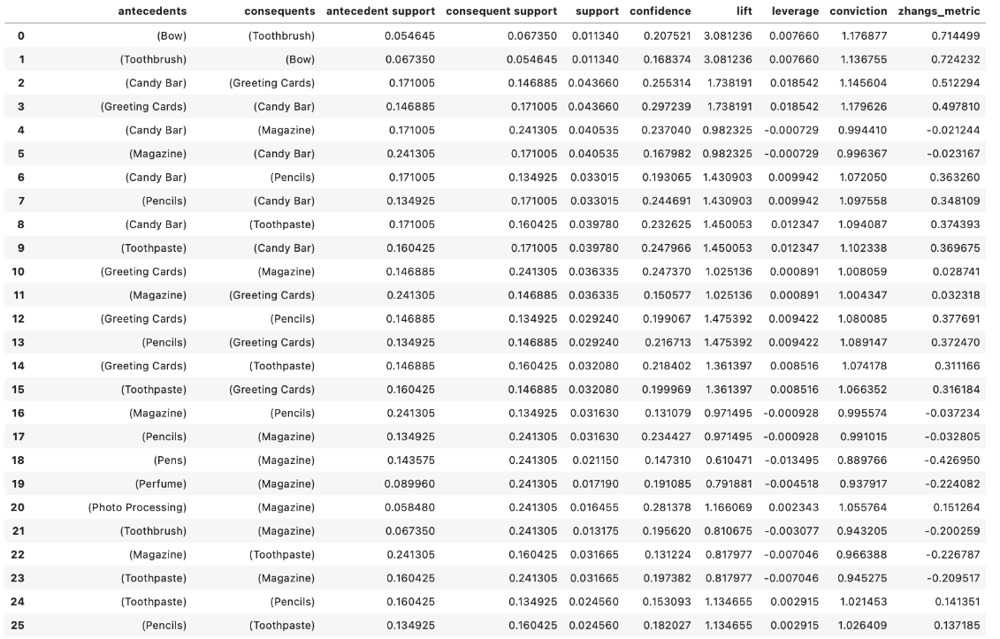 antecedents consequents antecedent support consequent support support confidence lift leverage conviction zhangs_metric
0 (Bow) (Toothbrush) 0.054645 0.067350 0.011340 0.207521 3.081236 0.007660 1.176877 0.714499
1 (Toothbrush) (Bow) 0.067350 0.054645 0.011340 0.168374 3.081236 0.007660 1.136755 0.724232
2 (Candy Bar) (Greeting Cards) 0.171005 0.146885 0.043660 0.255314 1.738191 0.018542 1.145604 0.512294
3 (Greeting Cards) (Candy Bar) 0.146885 0.171005 0.043660 0.297239 1.738191 0.018542 1.179626 0.497810
4 (Candy Bar) (Magazine) 0.171005 0.241305 0.040535 0.237040 0.982325 -0.000729 0.994410 -0.021244
5 (Magazine) (Candy Bar) 0.241305 0.171005 0.040535 0.167982 0.982325 -0.000729 0.996367 -0.023167
6 (Candy Bar) (Pencils) 0.171005 0.134925 0.033015 0.193065 1.430903 0.009942 1.072050 0.363260
7 (Pencils) (Candy Bar) 0.134925 0.171005 0.033015 0.244691 1.430903 0.009942 1.097558 0.348109
8 (Candy Bar) (Toothpaste) 0.171005 0.160425 0.039780 0.232625 1.450053 0.012347 1.094087 0.374393
9 (Toothpaste) (Candy Bar) 0.160425 0.171005 0.039780 0.247966 1.450053 0.012347 1.102338 0.369675
10 (Greeting Cards) (Magazine) 0.146885 0.241305 0.036335 0.247370 1.025136 0.000891 1.008059 0.028741
11 (Magazine) (Greeting Cards) 0.241305 0.146885 0.036335 0.150577 1.025136 0.000891 1.004347 0.032318
12 (Greeting Cards) (Pencils) 0.146885 0.134925 0.029240 0.199067 1.475392 0.009422 1.080085 0.377691
13 (Pencils) (Greeting Cards) 0.134925 0.146885 0.029240 0.216713 1.475392 0.009422 1.089147 0.372470
14 (Greeting Cards) (Toothpaste) 0.146885 0.160425 0.032080 0.218402 1.361397 0.008516 1.074178 0.311166
15 (Toothpaste) (Greeting Cards) 0.160425 0.146885 0.032080 0.199969 1.361397 0.008516 1.066352 0.316184
16 (Magazine) (Pencils) 0.241305 0.134925 0.031630 0.131079 0.971495 -0.000928 0.995574 -0.037234
17 (Pencils) (Magazine) 0.134925 0.241305 0.031630 0.234427 0.971495 -0.000928 0.991015 -0.032805
18 (Pens) (Magazine) 0.143575 0.241305 0.021150 0.147310 0.610471 -0.013495 0.889766 -0.426950
19 (Perfume) (Magazine) 0.089960 0.241305 0.017190 0.191085 0.791881 -0.004518 0.937917 -0.224082
20 (Photo Processing) (Magazine) 0.058480 0.241305 0.016455 0.281378 1.166069 0.002343 1.055764 0.151264
21 (Toothbrush) (Magazine) 0.067350 0.241305 0.013175 0.195620 0.810675 -0.003077 0.943205 -0.200259
22 (Magazine) (Toothpaste) 0.241305 0.160425 0.031665 0.131224 0.817977 -0.007046 0.966388 -0.226787
23 (Toothpaste) (Magazine) 0.160425 0.241305 0.031665 0.197382 0.817977 -0.007046 0.945275 -0.209517
24 (Toothpaste) (Pencils) 0.160425 0.134925 0.024560 0.153093 1.134655 0.002915 1.021453 0.141351
25 (Pencils) (Toothpaste) 0.134925 0.160425 0.024560 0.182027 1.134655 0.002915 1.026409 0.137185